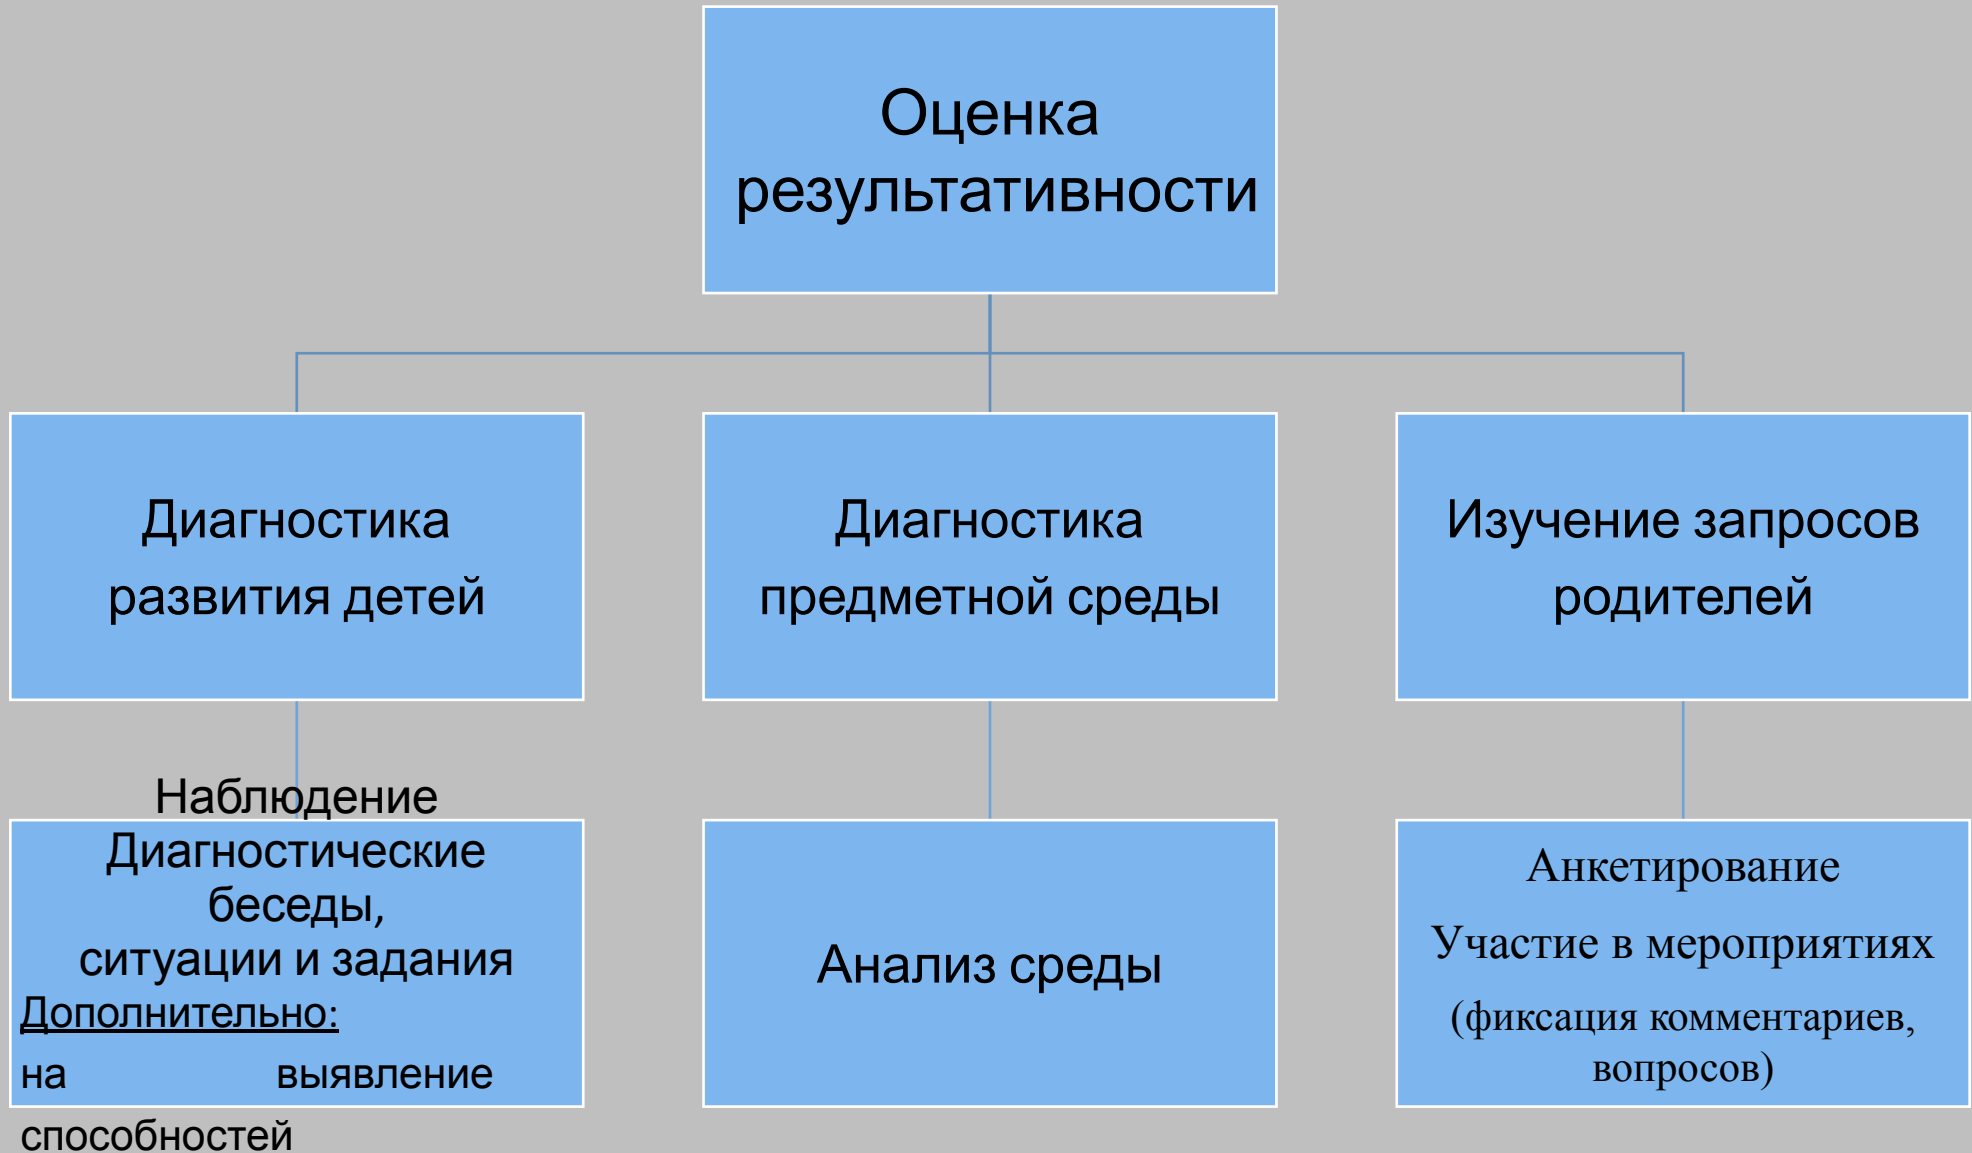 Оценка
результативности
Диагностика
развития детей
Диагностика
предметной среды
Изучение запросов
родителей
Наблюдение
Диагностические
беседы,
ситуации и задания
Дополнительно:
на выявление
способностей
Анализ среды
Анкетирование
Участие в мероприятиях
(фиксация комментариев,
вопросов)